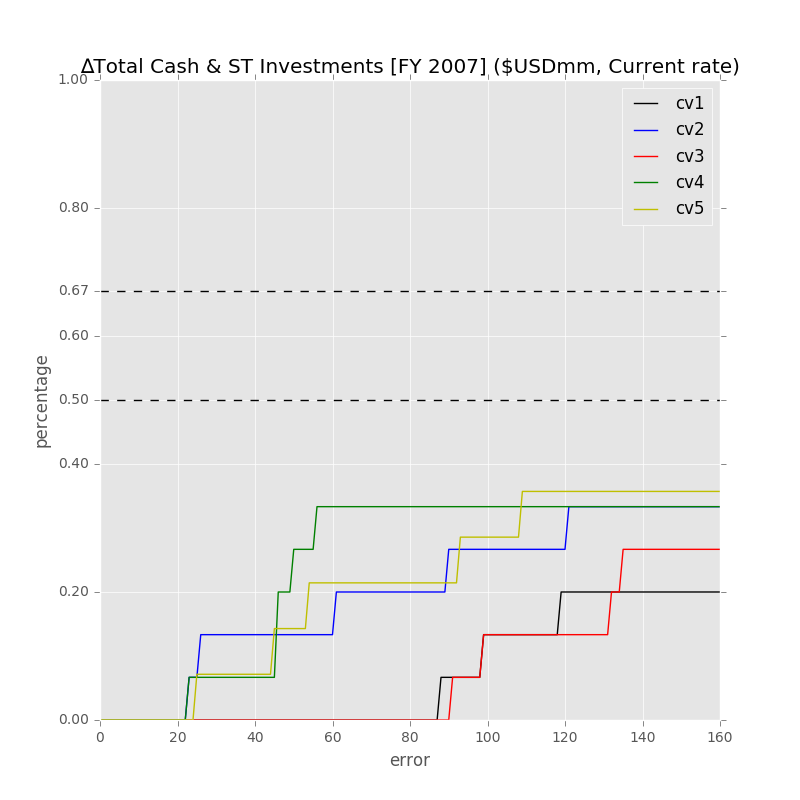 ΔTotal Cash & ST Investments [FY 2007] ($USDmm, Current rate)
1.00
0.80
0.67
0.60
0.50
0.40
0.20
0.00
percentage
cv1
cv2
cv3
cv4
cv5
0 20 40 60 80 100 120 140 160
error